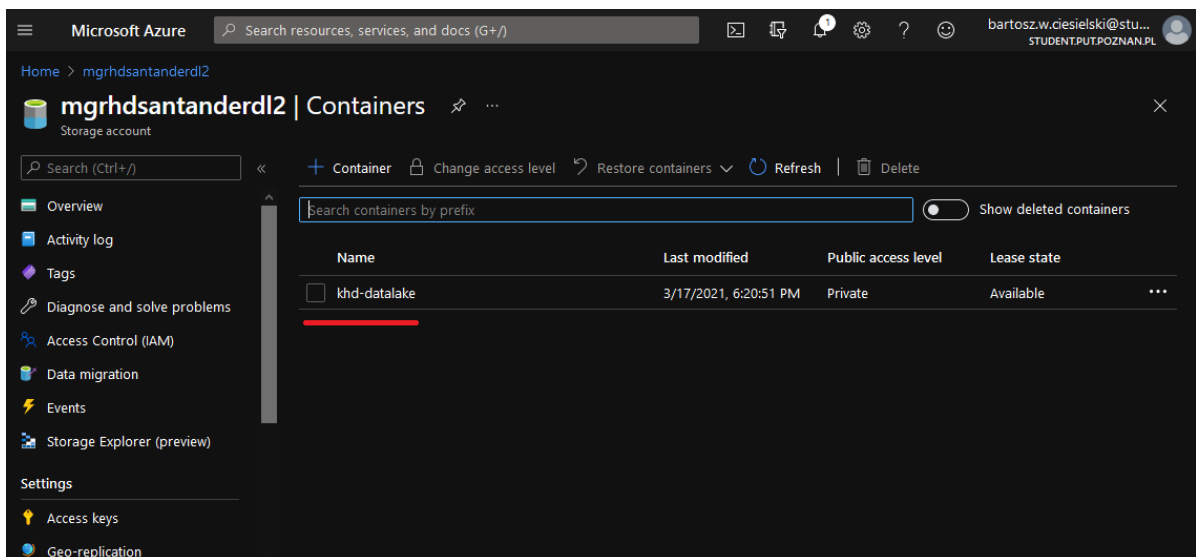 Microsoft Azure
Search resources, services, and docs (G+/)
1
bartosz.w.ciesielski@stu...
STUDENT.PUT.POZNAN.PL
Home > mgrhdsantanderdl2
mgrhdsantanderdl2 | Containers
Storage account
Search (Ctrl+/)
Container
Change access level
Restore containers
Refresh
Delete
Overview
Activity log
Tags
Diagnose and solve problems
Access Control (IAM)
Data migration
Events
Storage Explorer (preview)
Settings
Access keys
Geo-replication
Search containers by prefix
Show deleted containers
Name Last modified Public access level Lease state
khd-datalake 3/17/2021, 6:20:51 PM Private Available